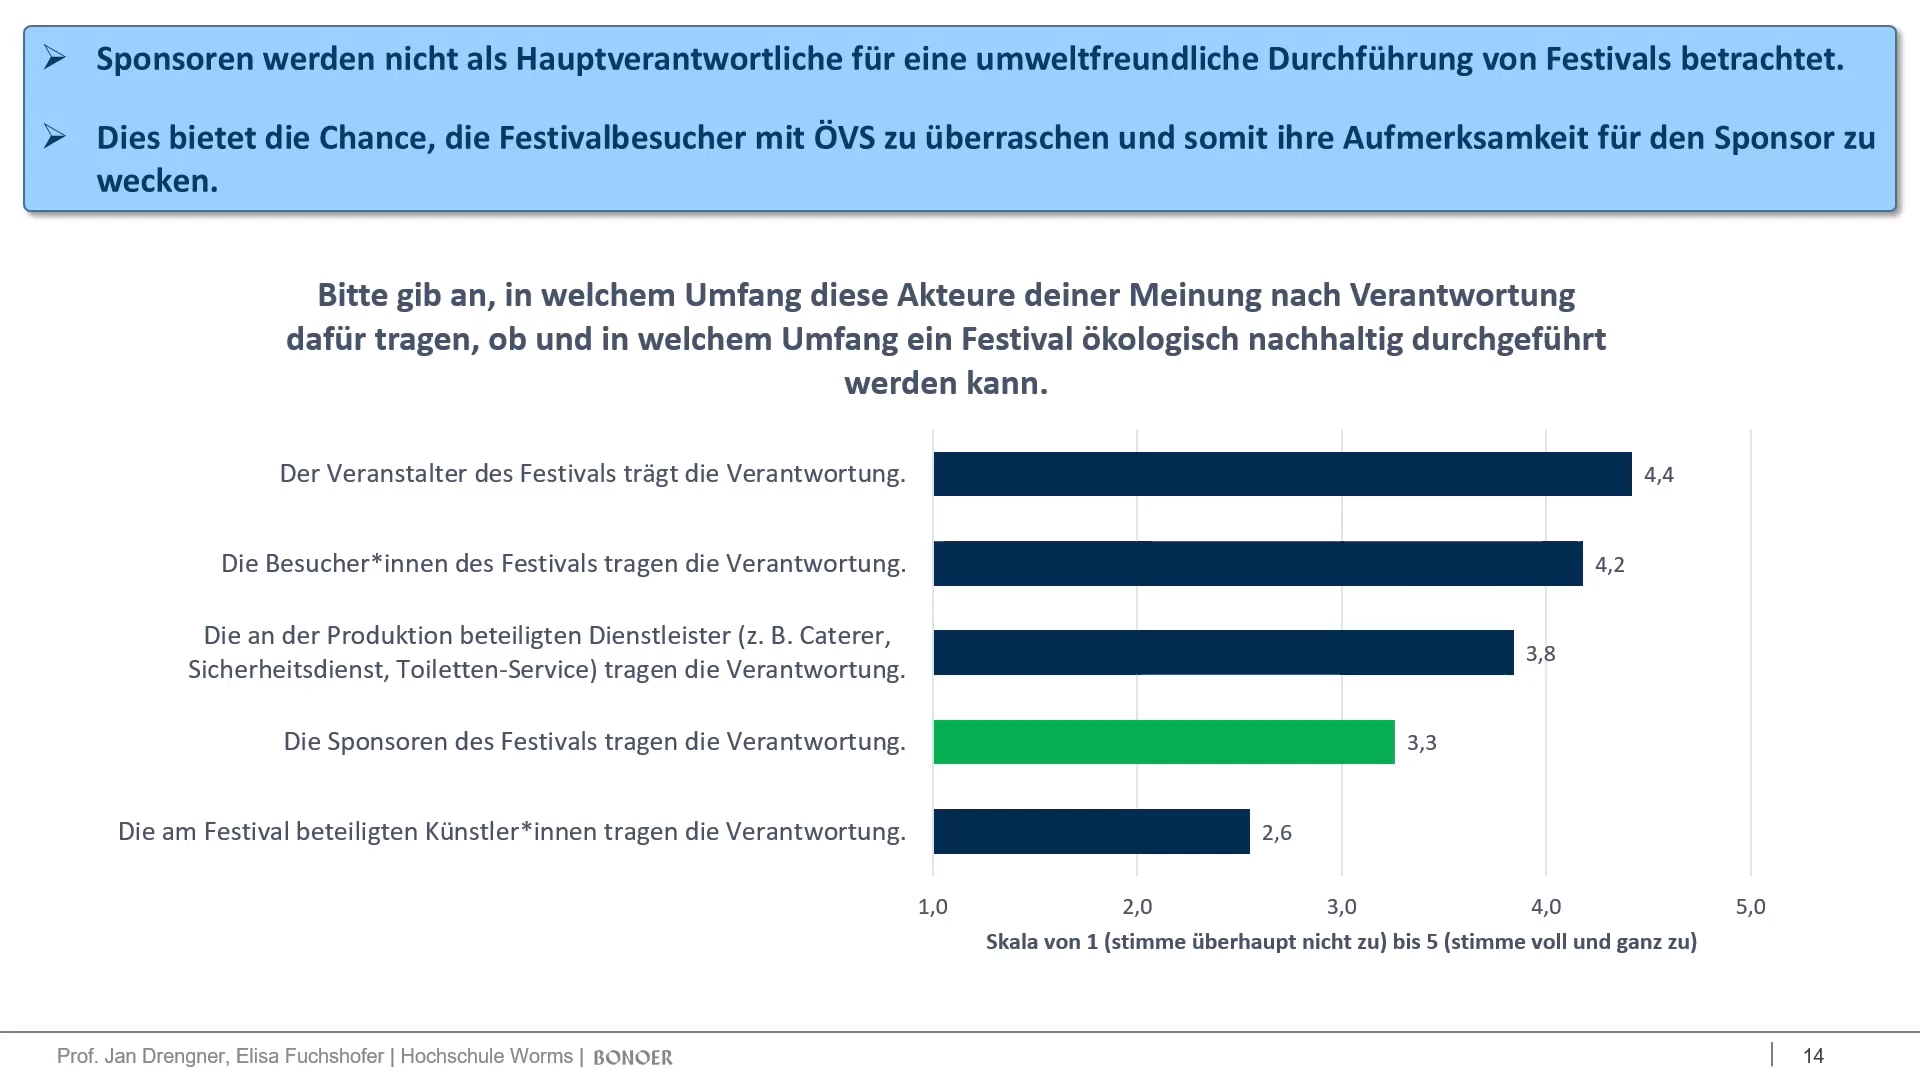 Sponsoren werden nicht als Hauptverantwortliche für eine umweltfreundliche Durchführung von Festivals betrachtet.
Dies bietet die Chance, die Festivalbesucher mit ÖVS zu überraschen und somit ihre Aufmerksamkeit für den Sponsor zu
wecken.
Bitte gib an, in welchem Umfang diese Akteure deiner Meinung nach Verantwortung
dafür tragen, ob und in welchem Umfang ein Festival ökologisch nachhaltig durchgeführt
werden kann.
Der Veranstalter des Festivals trägt die Verantwortung.
4,4
Die Besucher*innen des Festivals tragen die Verantwortung.
4,2
Die an der Produktion beteiligten Dienstleister (z. B. Caterer,
Sicherheitsdienst, Toiletten-Service) tragen die Verantwortung.
3,8
Die Sponsoren des Festivals tragen die Verantwortung.
3,3
Die am Festival beteiligten Künstler*innen tragen die Verantwortung.
2,6
1,0 2,0 3,0 4,0 5,0
Skala von 1 (stimme überhaupt nicht zu) bis 5 (stimme voll und ganz zu)
Prof. Jan Drengner, Elisa Fuchshofer | Hochschule Worms | BONOER
14